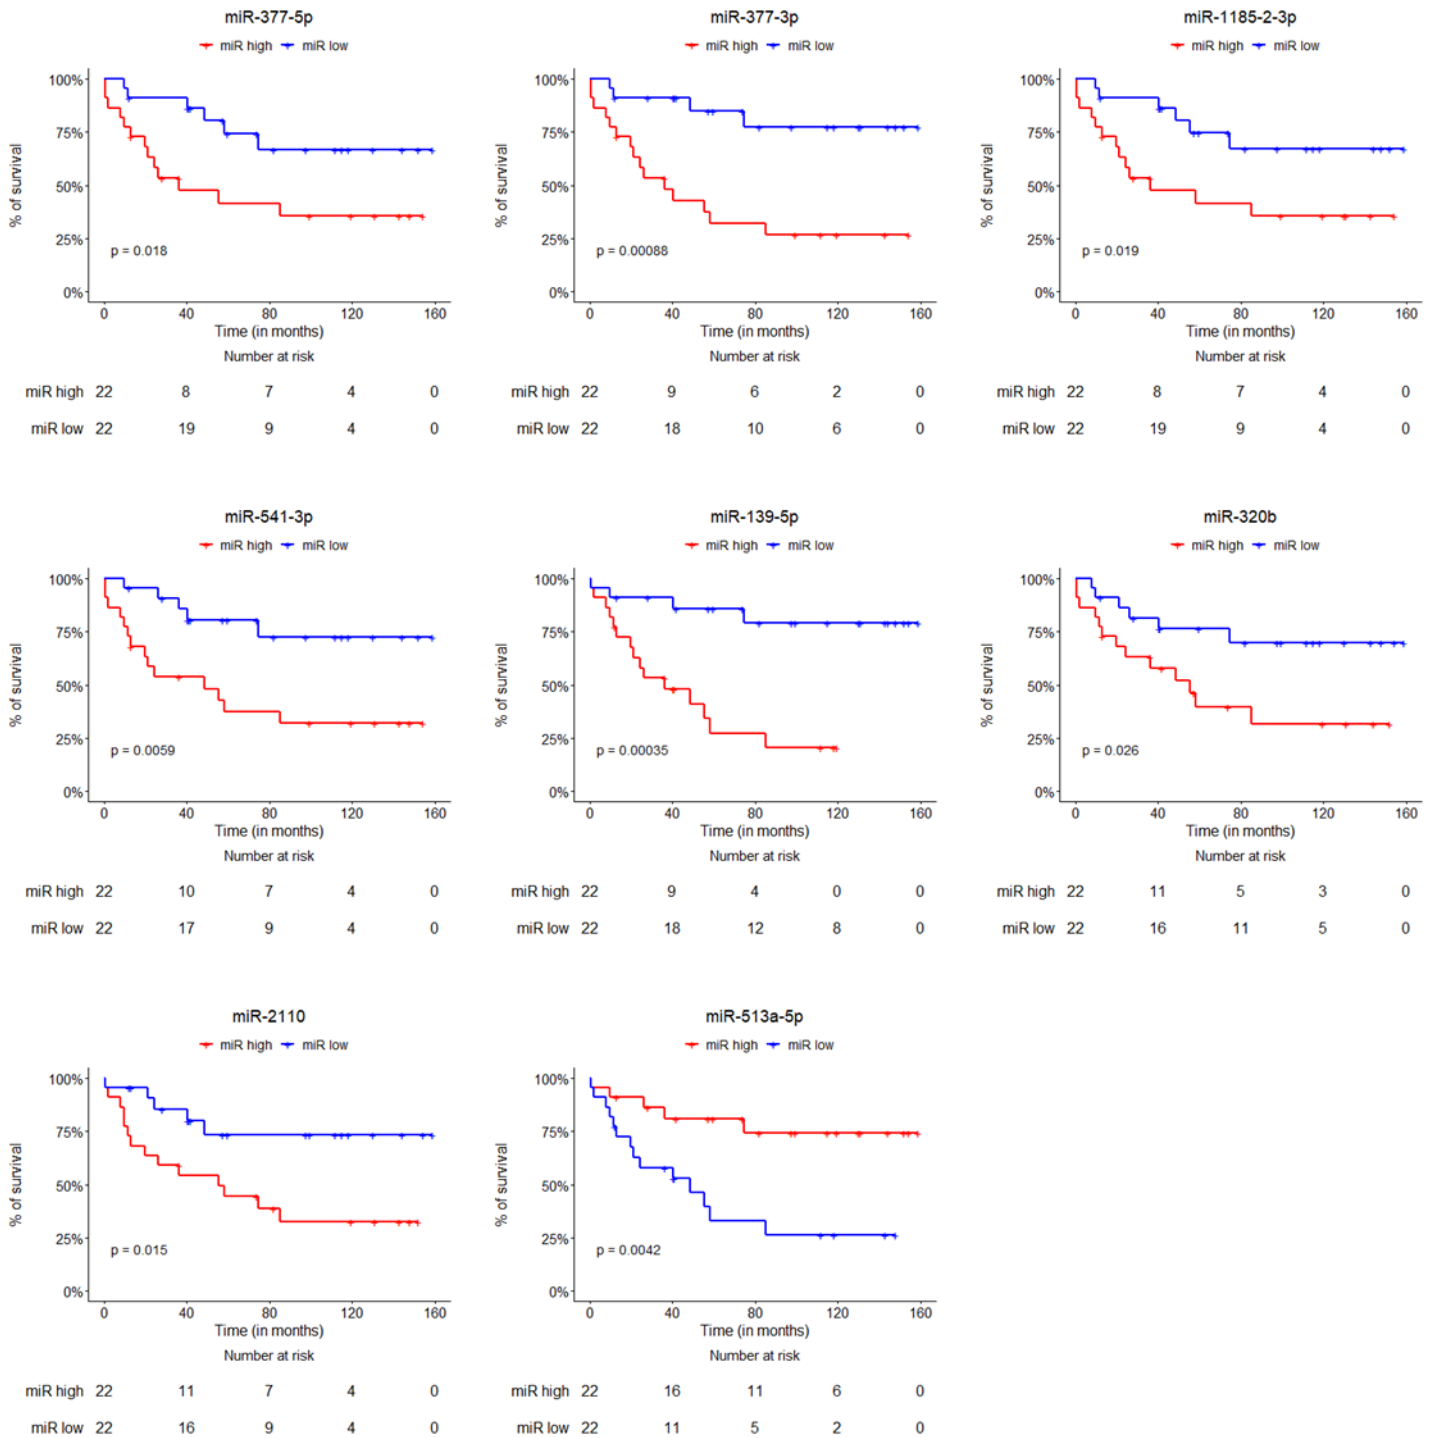 miR-377-5p
miR high miR low
% of survival
100%
75%
50%
25%
0%
p = 0.018
0 40 80 120 160
Time (in months)
Number at risk
miR high 22 8 7 4 0
miR low 22 19 9 4 0
miR-377-3p
miR high miR low
% of survival
100%
75%
50%
25%
0%
p = 0.00088
0 40 80 120 160
Time (in months)
Number at risk
miR high 22 9 6 2 0
miR low 22 18 10 6 0
miR-1185-2-3p
miR high miR low
% of survival
100%
75%
50%
25%
0%
p = 0.019
0 40 80 120 160
Time (in months)
Number at risk
miR high 22 8 7 4 0
miR low 22 19 9 4 0
miR-541-3p
miR high miR low
% of survival
100%
75%
50%
25%
0%
p = 0.0059
0 40 80 120 160
Time (in months)
Number at risk
miR high 22 10 7 4 0
miR low 22 17 9 4 0
miR-139-5p
miR high miR low
% of survival
100%
75%
50%
25%
0%
p = 0.00035
0 40 80 120 160
Time (in months)
Number at risk
miR high 22 9 4 0 0
miR low 22 18 12 8 0
miR-320b
miR high miR low
% of survival
100%
75%
50%
25%
0%
p = 0.026
0 40 80 120 160
Time (in months)
Number at risk
miR high 22 11 5 3 0
miR low 22 16 11 5 0
miR-2110
miR high miR low
% of survival
100%
75%
50%
25%
0%
p = 0.015
0 40 80 120 160
Time (in months)
Number at risk
miR high 22 11 7 4 0
miR low 22 16 9 4 0
miR-513a-5p
miR high miR low
% of survival
100%
75%
50%
25%
0%
p = 0.0042
0 40 80 120 160
Time (in months)
Number at risk
miR high 22 16 11 6 0
miR low 22 11 5 2 0